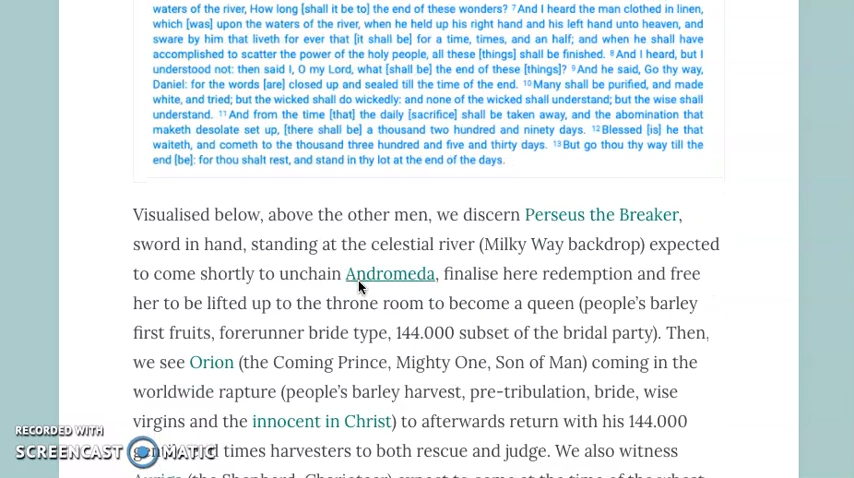 waters of the river, How long [shall it be to] the end of these wonders? 7And I heard the man clothed in linen,
which [was] upon the waters of the river, when he held up his right hand and his left hand unto heaven, and
sware by him that liveth for ever that [it shall be] for a time, times, and an half; and when he shall have
accomplished to scatter the power of the holy people, all these [things] shall be finished. 8And I heard, but I
understood not: then said I, O my Lord, what [shall be] the end of these [things]? 9And he said, Go thy way,
Daniel: for the words [are] closed up and sealed till the time of the end. 10Many shall be purified, and made
white, and tried; but the wicked shall do wickedly: and none of the wicked shall understand; but the wise shall
understand. 11And from the time [that] the daily [sacrifice] shall be taken away, and the abomination that
maketh desolate set up, [there shall be] a thousand two hundred and ninety days. 12Blessed [is] he that
waiteth, and cometh to the thousand three hundred and five and thirty days. 13But go thou thy way till the
end [be]: for thou shalt rest, and stand in thy lot at the end of the days.
Visualised below, above the other men, we discern Perseus the Breaker,
sword in hand, standing at the celestial river (Milky Way backdrop) expected
to come shortly to unchain Andromeda, finalise here redemption and free
her to be lifted up to the throne room to become a queen (people's barley
first fruits, forerunner bride type, 144.000 subset of the bridal party). Then,
we see Orion (the Coming Prince, Mighty One, Son of Man) coming in the
worldwide rapture (people's barley harvest, pre-tribulation, bride, wise
virgins and the innocent in Christ) to afterwards return with his 144.000
times harvesters to both rescue and judge. We also witness
RECORDED WITH
SCREENCAST MATIC